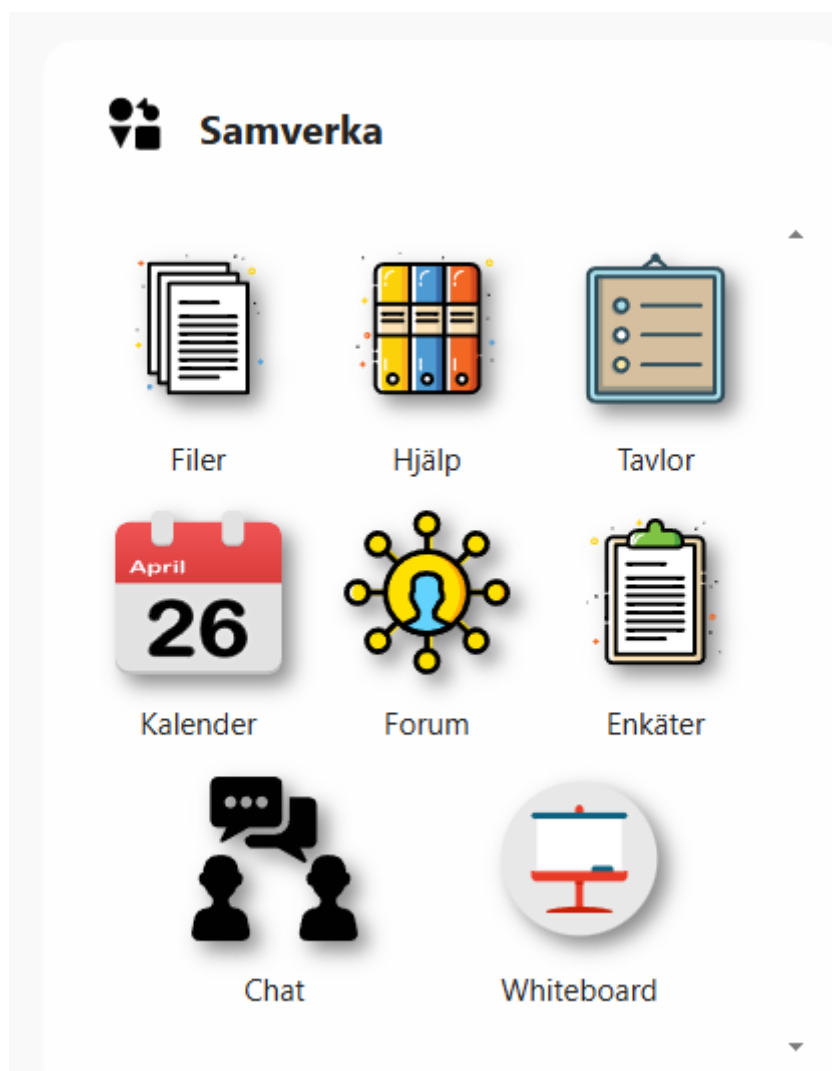 Samverka
Filer
Hjälp
Tavlor
April
26
Kalender
Forum
Enkäter
Chat
Whiteboard